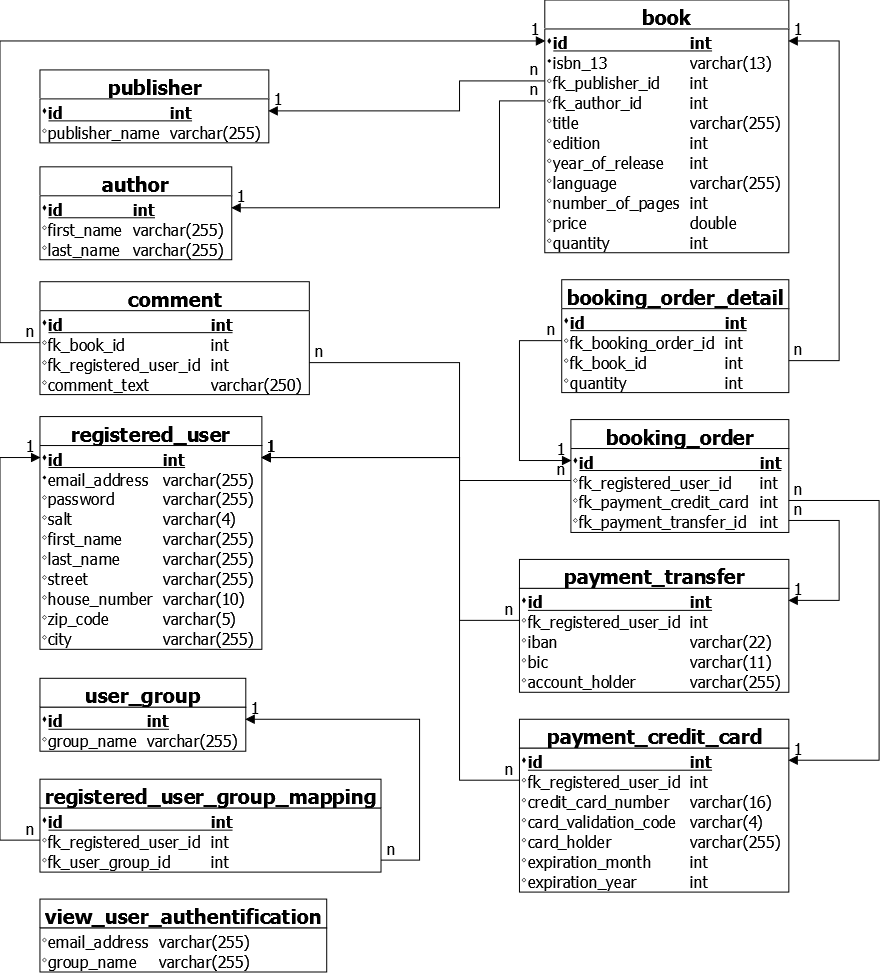 book
id int
isbn_13 varchar(13)
fk_publisher_id int
fk_author_id int
title varchar(255)
edition int
year_of_release int
language varchar(255)
number_of_pages int
price double
quantity int
1
1
n
n
publisher
id int
publisher_name varchar(255)
1
author
id int
first_name varchar(255)
last_name varchar(255)
1
comment
id int
fk_book_id int
fk_registered_user_id int
comment_text varchar(250)
n
n
booking_order_detail
id int
fk_booking_order_id int
fk_book_id int
quantity int
n
n
registered_user
id int
email_address varchar(255)
password varchar(255)
salt varchar(4)
first_name varchar(255)
last_name varchar(255)
street varchar(255)
house_number varchar(10)
zip_code varchar(5)
city varchar(255)
1
1
booking_order
id int
fk_registered_user_id int
fk_payment_credit_card int
fk_payment_transfer_id int
1
n
n
n
payment_transfer
id int
fk_registered_user_id int
iban varchar(22)
bic varchar(11)
account_holder varchar(255)
n
1
user_group
id int
group_name varchar(255)
1
payment_credit_card
id int
fk_registered_user_id int
credit_card_number varchar(16)
card_validation_code varchar(4)
card_holder varchar(255)
expiration_month int
expiration_year int
n
1
registered_user_group_mapping
id int
fk_registered_user_id int
fk_user_group_id int
n
n
view_user_authentification
email_address varchar(255)
group_name varchar(255)